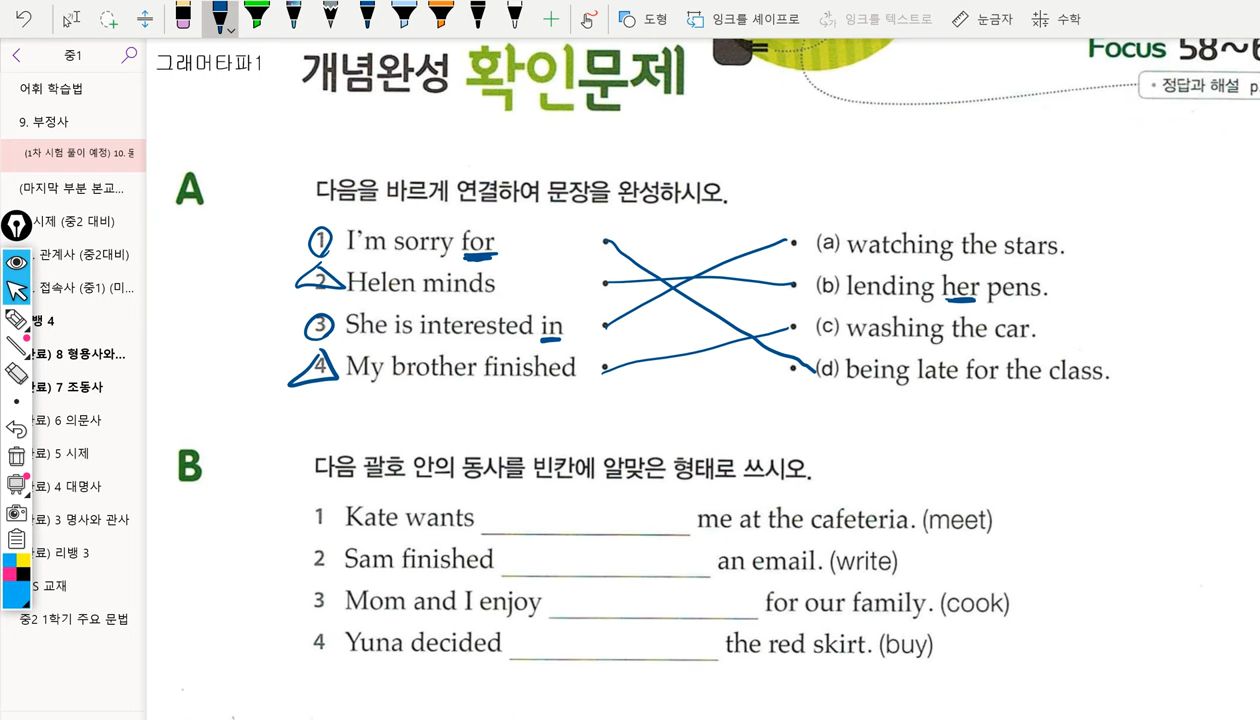 도형
잉크를 셰이프로
잉크를 텍스트로
눈금자
수학
중1
어휘 학습법
9. 부정사
(1차 시험 풀이 예정) 10. 동
(마지막 부분 본교...
시제 (중2 대비)
관계사 (중2대비)
접속사 (중1) (미...
뱅 4
료) 8 형용사와...
료) 7 조동사
료) 6 의문사
료) 5 시제
료) 4 대명사
료) 3 명사와 관사
료) 리뱅 3
S 교재
중2 1학기 주요 문법
그래머타파1
개념완성 확인문제
Focus 58~6
• 정답과 해설 p.
A 다음을 바르게 연결하여 문장을 완성하시오.
1 I'm sorry for • • (a) watching the stars.
2 Helen minds • • (b) lending her pens.
3 She is interested in • • (c) washing the car.
4 My brother finished • • (d) being late for the class.
B 다음 괄호 안의 동사를 빈칸에 알맞은 형태로 쓰시오.
1 Kate wants ____________ me at the cafeteria. (meet)
2 Sam finished ____________ an email. (write)
3 Mom and I enjoy ____________ for our family. (cook)
4 Yuna decided ____________ the red skirt. (buy)